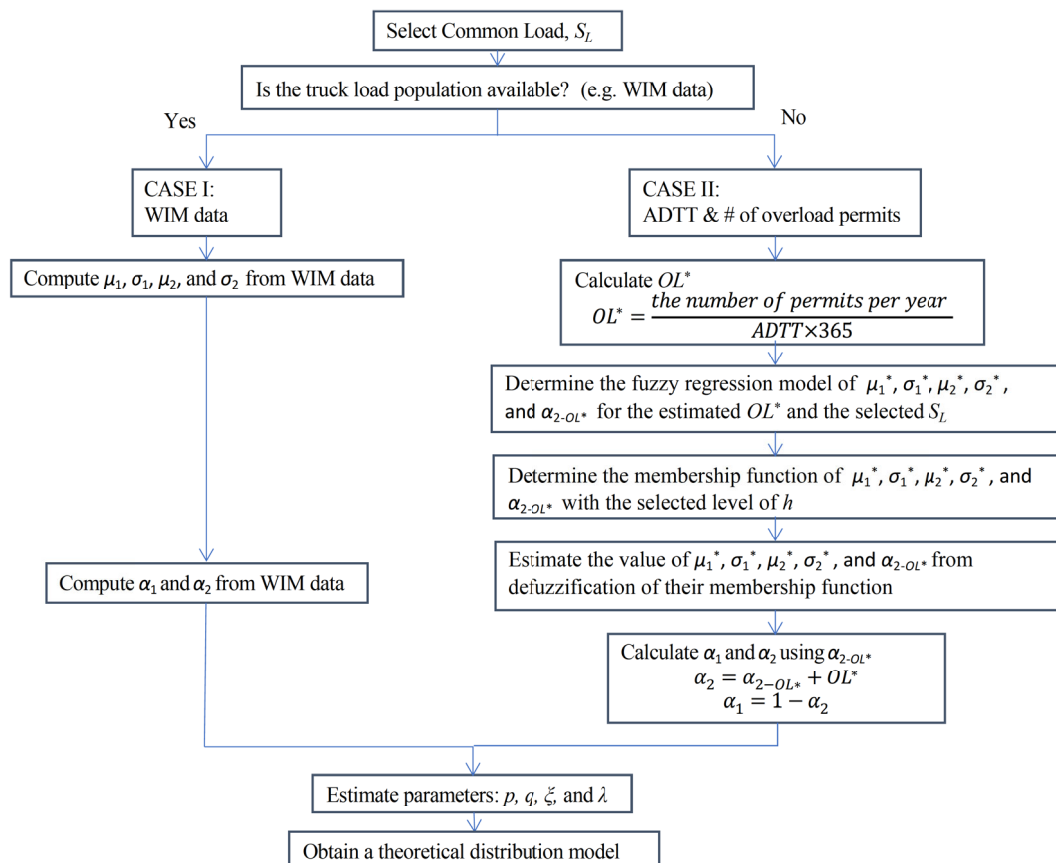 Select Common Load, S_L
Is the truck load population available? (e.g. WIM data)
Yes
No
CASE I:
WIM data
CASE II:
ADTT & # of overload permits
Compute μ₁, σ₁, μ₂, and σ₂ from WIM data
Calculate OL*
OL* = the number of permits per year / ADTT×365
Determine the fuzzy regression model of μ₁*, σ₁*, μ₂*, σ₂*,
and α_2-OL* for the estimated OL* and the selected S_L
Determine the membership function of μ₁*, σ₁*, μ₂*, σ₂*, and
α_2-OL* with the selected level of h
Estimate the value of μ₁*, σ₁*, μ₂*, σ₂*, and α_2-OL* from
defuzzification of their membership function
Compute α₁ and α₂ from WIM data
Calculate α₁ and α₂ using α_2-OL*
α₂ = α_2−OL* + OL*
α₁ = 1 − α₂
Estimate parameters: p, q, ξ, and λ
Obtain a theoretical distribution model